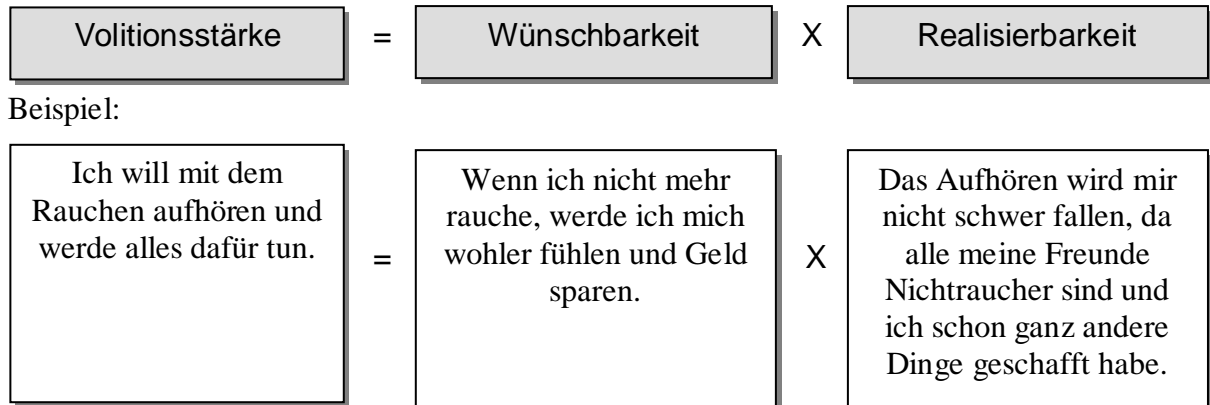 Volitionsstärke = Wünschbarkeit X Realisierbarkeit
Beispiel:
Ich will mit dem
Rauchen aufhören und
werde alles dafür tun.
=
Wenn ich nicht mehr
rauche, werde ich mich
wohler fühlen und Geld
sparen.
X
Das Aufhören wird mir
nicht schwer fallen, da
alle meine Freunde
Nichtraucher sind und
ich schon ganz andere
Dinge geschafft habe.